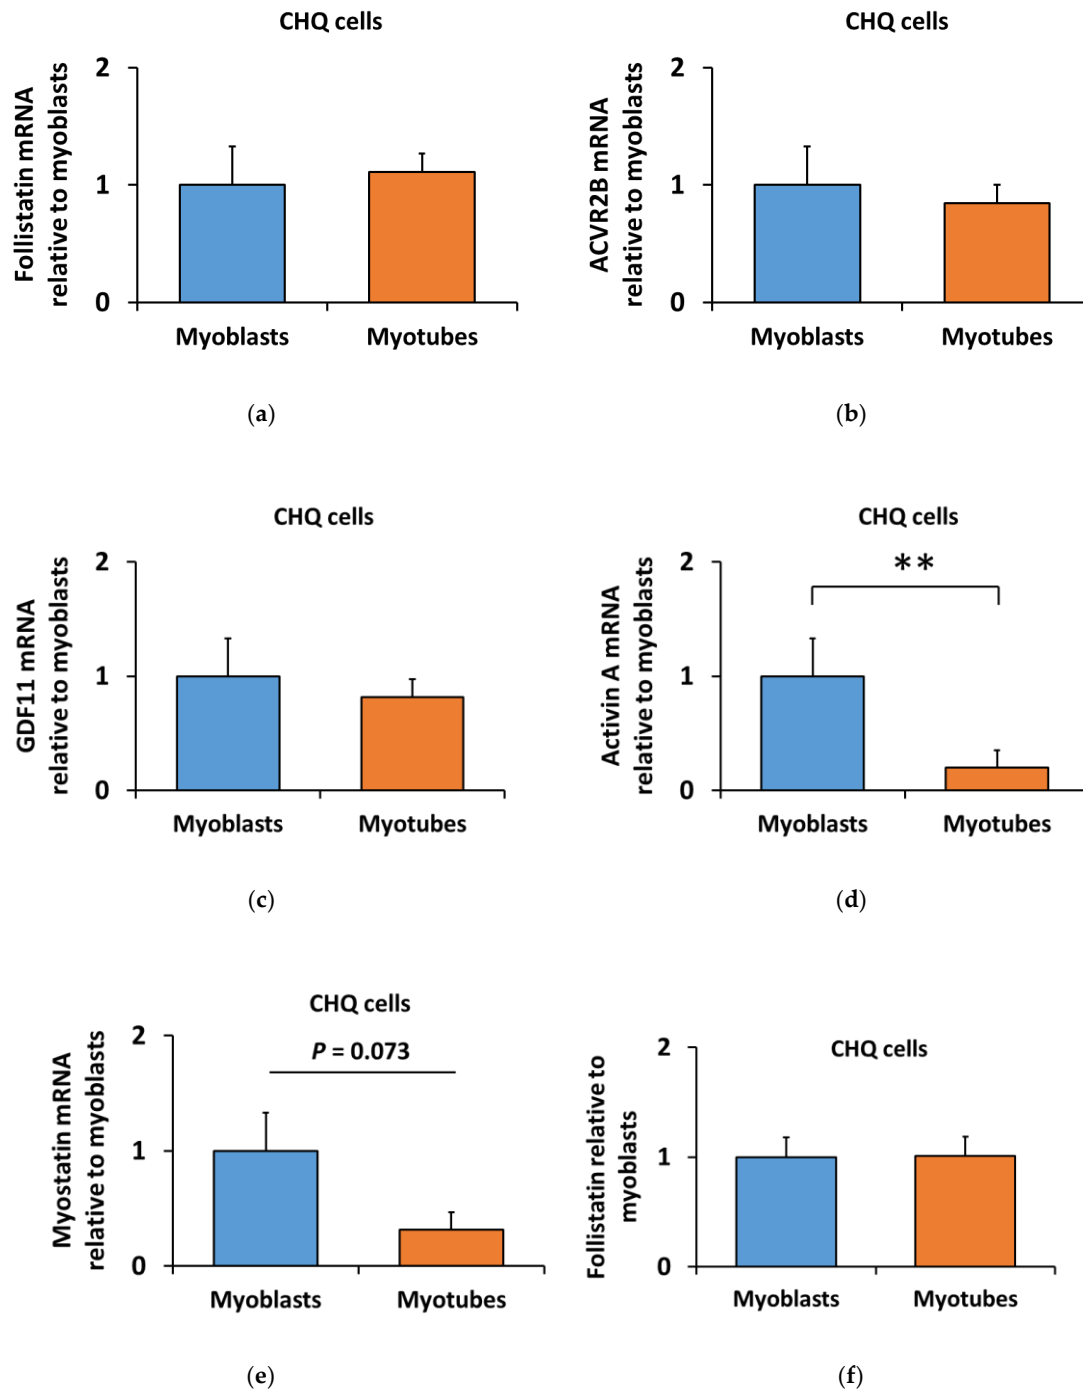 CHQ cells
Follistatin mRNA
relative to myoblasts
2
1
0
Myoblasts Myotubes
(a)
CHQ cells
ACVR2B mRNA
relative to myoblasts
2
1
0
Myoblasts Myotubes
(b)
CHQ cells
GDF11 mRNA
relative to myoblasts
2
1
0
Myoblasts Myotubes
(c)
CHQ cells
Activin A mRNA
relative to myoblasts
2
1
0
**
Myoblasts Myotubes
(d)
CHQ cells
Myostatin mRNA
relative to myoblasts
2
1
0
P = 0.073
Myoblasts Myotubes
(e)
CHQ cells
Follistatin relative to
myoblasts
2
1
0
Myoblasts Myotubes
(f)